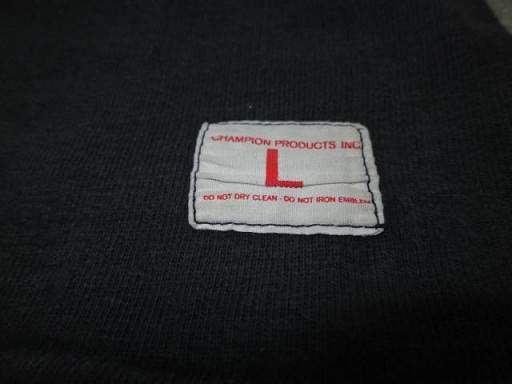 CHAMPION PRODUCTS INC
L
DO NOT DRY CLEAN - DO NOT IRON EMBLEM